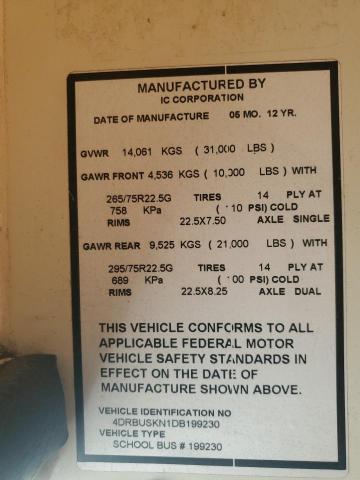 MANUFACTURED BY
IC CORPORATION
DATE OF MANUFACTURE 05 MO. 12 YR.
GVWR 14,061 KGS ( 31,000 LBS )
GAWR FRONT 4,536 KGS ( 10,000 LBS ) WITH
265/75R22.5G TIRES 14 PLY AT
758 KPa ( 110 PSI) COLD
RIMS 22.5X7.50 AXLE SINGLE
GAWR REAR 9,525 KGS ( 21,000 LBS ) WITH
295/75R22.5G TIRES 14 PLY AT
689 KPa ( 100 PSI) COLD
RIMS 22.5X8.25 AXLE DUAL
THIS VEHICLE CONFORMS TO ALL
APPLICABLE FEDERAL MOTOR
VEHICLE SAFETY STANDARDS IN
EFFECT ON THE DATE OF
MANUFACTURE SHOWN ABOVE.
VEHICLE IDENTIFICATION NO
4DRBUSKN1DB199230
VEHICLE TYPE
SCHOOL BUS # 199230